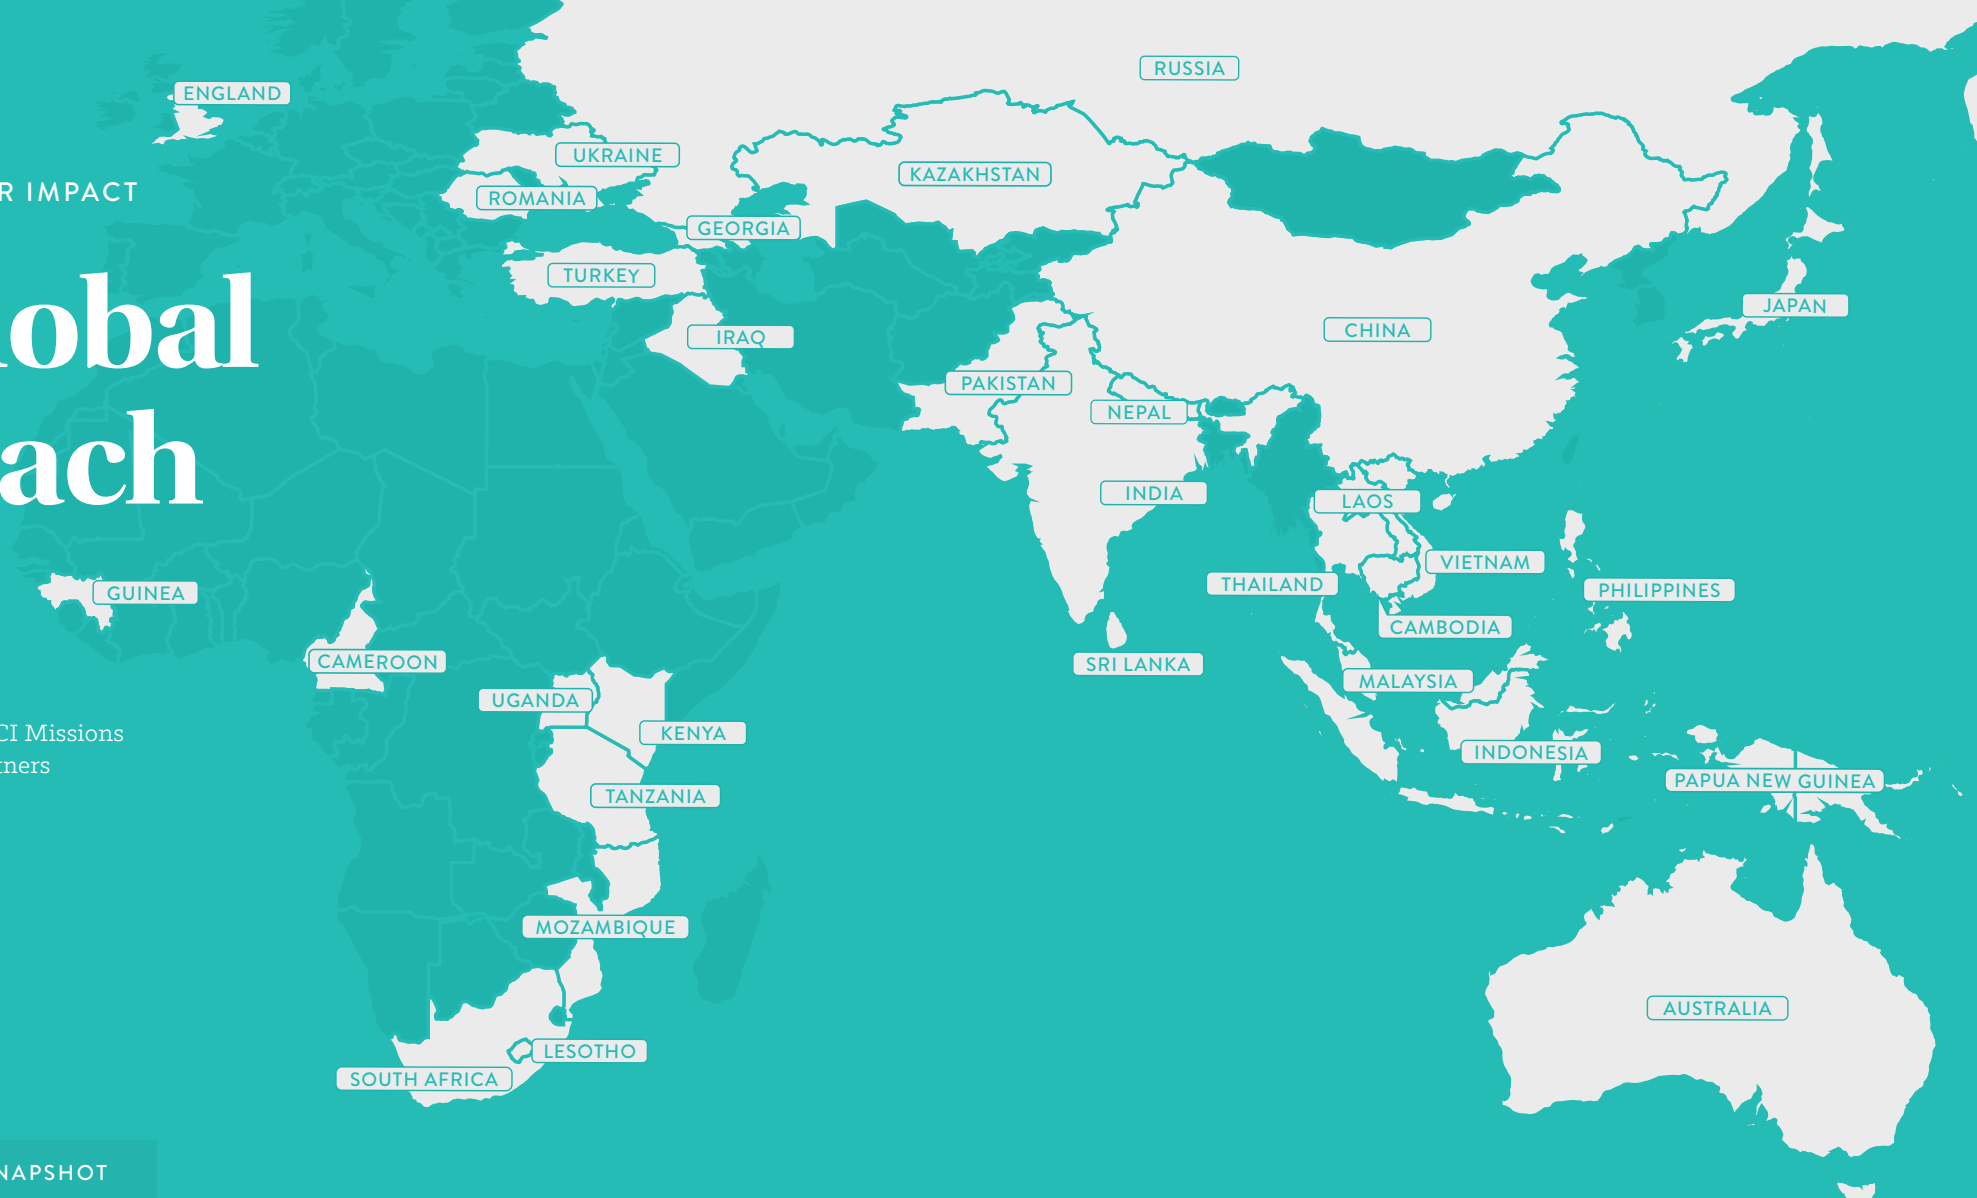 RUSSIA
ENGLAND
UKRAINE
KAZAKHSTAN
R IMPACT
ROMANIA
GEORGIA
TURKEY
lobal
JAPAN
CHINA
IRAQ
PAKISTAN
NEPAL
ach
INDIA
LAOS
VIETNAM
THAILAND
PHILIPPINES
GUINEA
CAMBODIA
CAMEROON
SRI LANKA
MALAYSIA
UGANDA
KENYA
CI Missions
tners
INDONESIA
PAPUA NEW GUINEA
TANZANIA
MOZAMBIQUE
AUSTRALIA
LESOTHO
SOUTH AFRICA
NAPSHOT